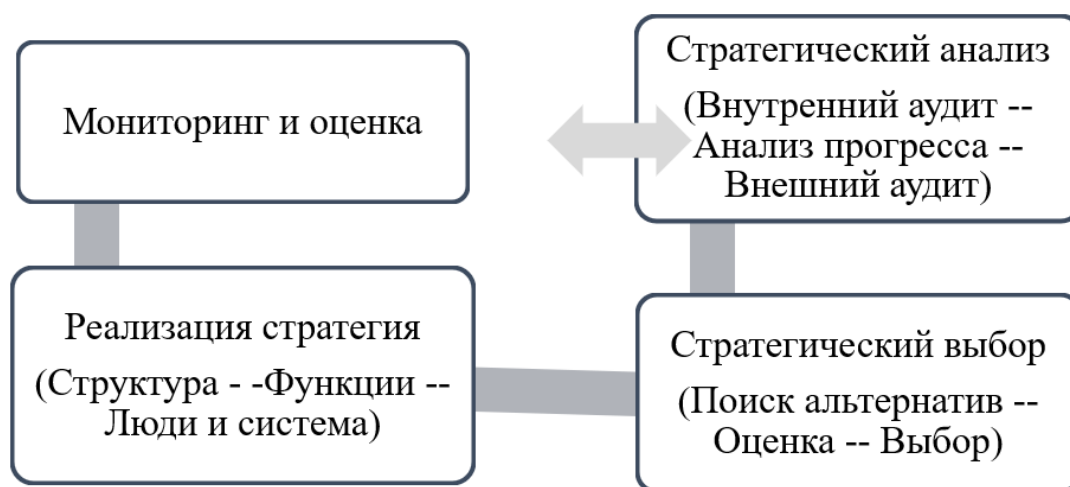 Мониторинг и оценка
Стратегический анализ
(Внутренний аудит --
Анализ прогресса --
Внешний аудит)
Реализация стратегия
(Структура - -Функции --
Люди и система)
Стратегический выбор
(Поиск альтернатив --
Оценка -- Выбор)